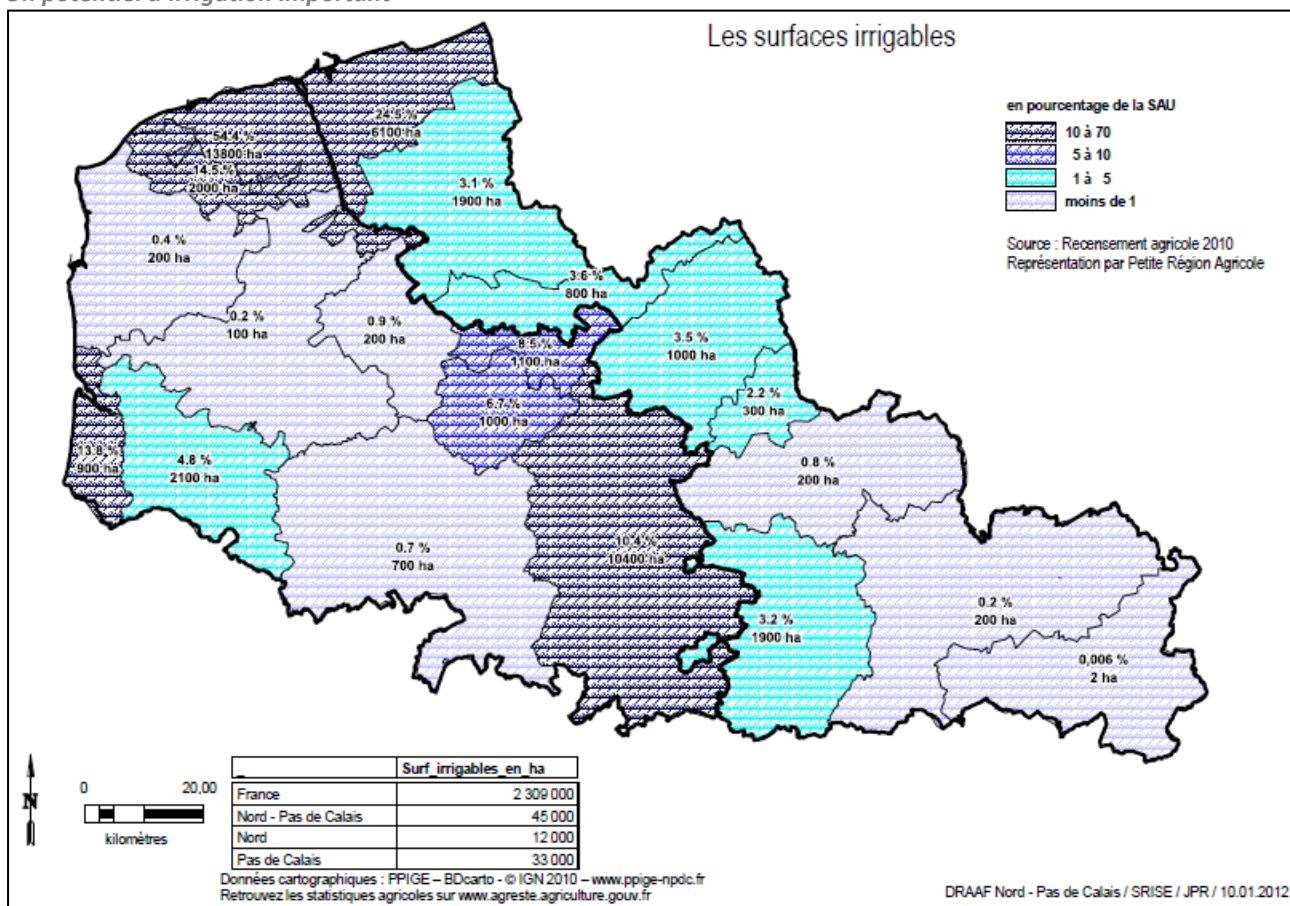 Un potentiel d'irrigation important
Les surfaces irrigables
en pourcentage de la SAU
10 à 70
5 à 10
1 à 5
moins de 1
Source : Recensement agricole 2010
Représentation par Petite Région Agricole
24.5 %
6100 ha
54.4 %
13800 ha
14.5 %
2000 ha
3.1 %
1900 ha
0.4 %
200 ha
3.6 %
800 ha
0.2 %
100 ha
0.9 %
200 ha
8.5 %
1100 ha
3.5 %
1000 ha
2.2 %
300 ha
6.7 %
1000 ha
13.8 %
900 ha
4.8 %
2100 ha
0.8 %
200 ha
0.7 %
700 ha
10.4 %
10400 ha
3.2 %
1900 ha
0.2 %
200 ha
0,006 %
2 ha
N
0 20,00
kilomètres
_ Surf_irrigables_en_ha
France 2 309 000
Nord - Pas de Calais 45 000
Nord 12 000
Pas de Calais 33 000
Données cartographiques : PPIGE – BDcarto - © IGN 2010 – www.ppige-npdc.fr
Retrouvez les statistiques agricoles sur www.agreste.agriculture.gouv.fr
DRAAF Nord - Pas de Calais / SRISE / JPR / 10.01.2012